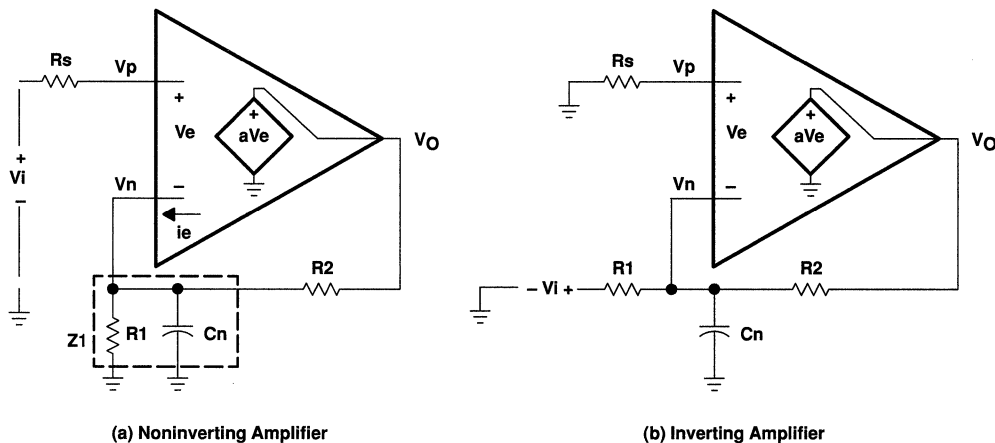 Rs
Vp
+
Ve
+
aVe
VO
+
Vi
–
Vn
–
ie
R2
Z1
R1
Cn
(a) Noninverting Amplifier
Rs
Vp
+
Ve
+
aVe
VO
Vn
–
R1
R2
– Vi +
Cn
(b) Inverting Amplifier